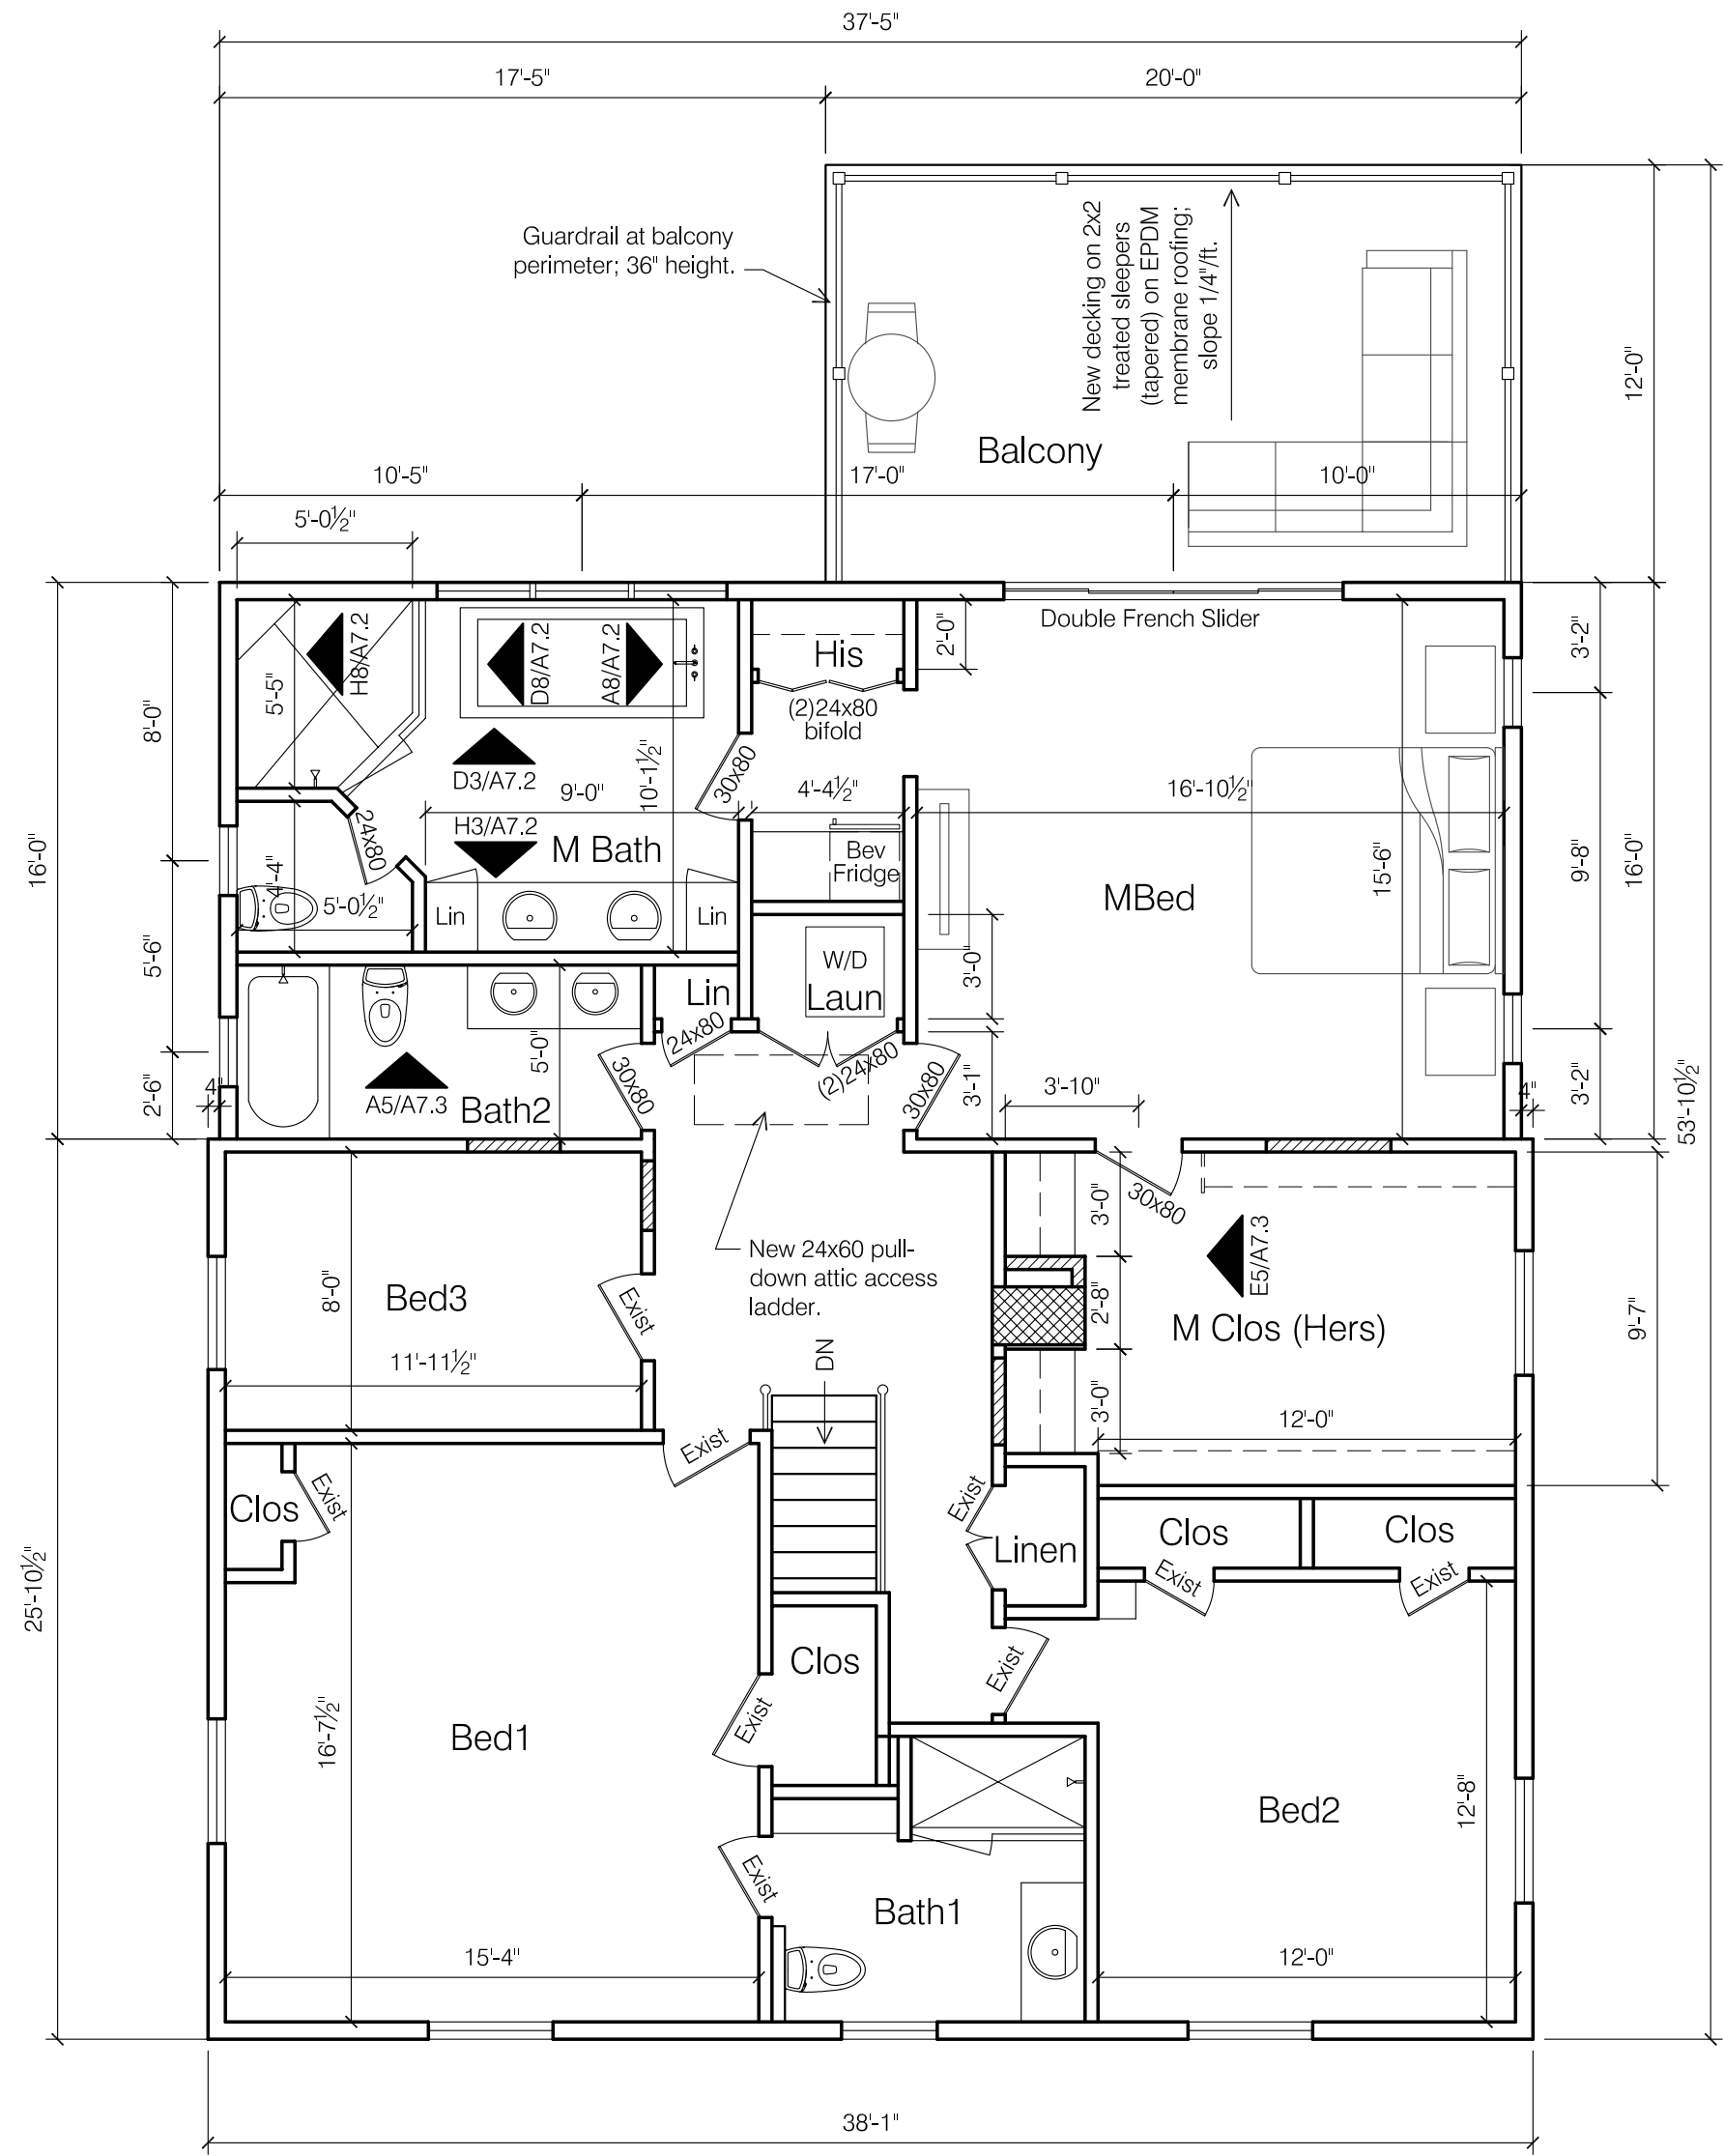 37'-5"
17'-5"
20'-0"
Guardrail at balcony
perimeter; 36" height.
New decking on 2x2
treated sleepers
(tapered) on EPDM
membrane roofing;
slope 1/4"/ft.
12'-0"
Balcony
10'-5"
17'-0"
10'-0"
5'-0½"
Double French Slider
H8/A7.2
D8/A7.2
A8/A7.2
His
2'-0"
3'-2"
5'-5"
8'-0"
(2)24x80
bifold
D3/A7.2
30x80
10'-1½"
9'-0"
4'-4½"
16'-10½"
H3/A7.2
24x80
M Bath
Bev
Fridge
16'-0"
4'-4"
15'-6"
9'-8"
16'-0"
MBed
5'-0½"
Lin
Lin
5'-6"
3'-0"
W/D
Laun
Lin
24x80
5'-0"
(2)24x80
30x80
30x80
3'-1"
3'-10"
2'-6"
4"
4"
3'-2"
53'-10½"
A5/A7.3
Bath2
30x80
3'-0"
New 24x60 pull-
down attic access
ladder.
E5/A7.3
8'-0"
Bed3
Exist
2'-8"
M Clos (Hers)
9'-7"
11'-11½"
DN
3'-0"
12'-0"
Exist
Clos
Exist
Exist
Linen
Clos
Clos
Exist
Exist
25'-10½"
Clos
Exist
16'-7½"
Bed1
Exist
12'-8"
Bed2
Exist
Bath1
15'-4"
12'-0"
38'-1"